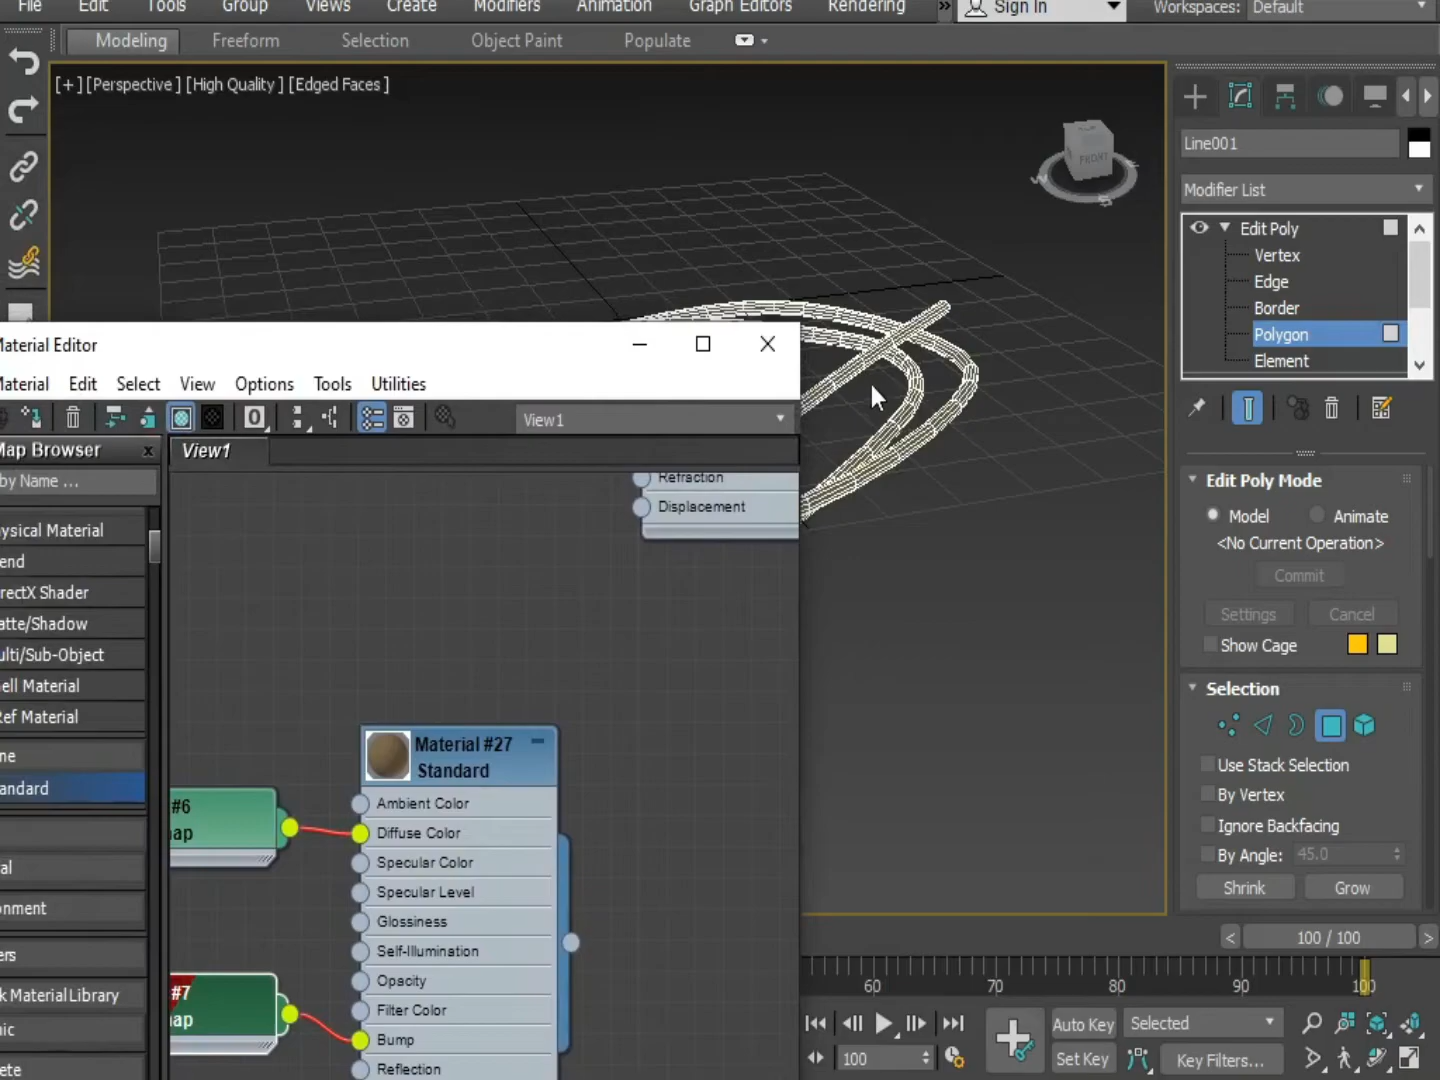 File Edit Tools Group Views Create Modifiers Animation Graph Editors Rendering Sign In Workspaces: Default
Modeling Freeform Selection Object Paint Populate
[+] [Perspective ] [High Quality ] [Edged Faces ]
FRONT
Line001
Modifier List
Edit Poly
Vertex
Edge
Border
Polygon
Element
Material Editor
Material Edit Select View Options Tools Utilities
View1
Map Browser x View1
by Name ...
hysical Material
end
rectX Shader
atte/Shadow
ulti/Sub-Object
ell Material
Ref Material
ne
andard
al
onment
ers
k Material Library
ic
ete
Refraction
Displacement
#6
ap
#7
ap
Material #27
Standard
Ambient Color
Diffuse Color
Specular Color
Specular Level
Glossiness
Self-Illumination
Opacity
Filter Color
Bump
Reflection
Edit Poly Mode
Model Animate
<No Current Operation>
Commit
Settings Cancel
Show Cage
Selection
Use Stack Selection
By Vertex
Ignore Backfacing
By Angle: 45.0
Shrink Grow
< 100 / 100 >
60 70 80 90 100
Auto Key Selected
100 Set Key Key Filters...